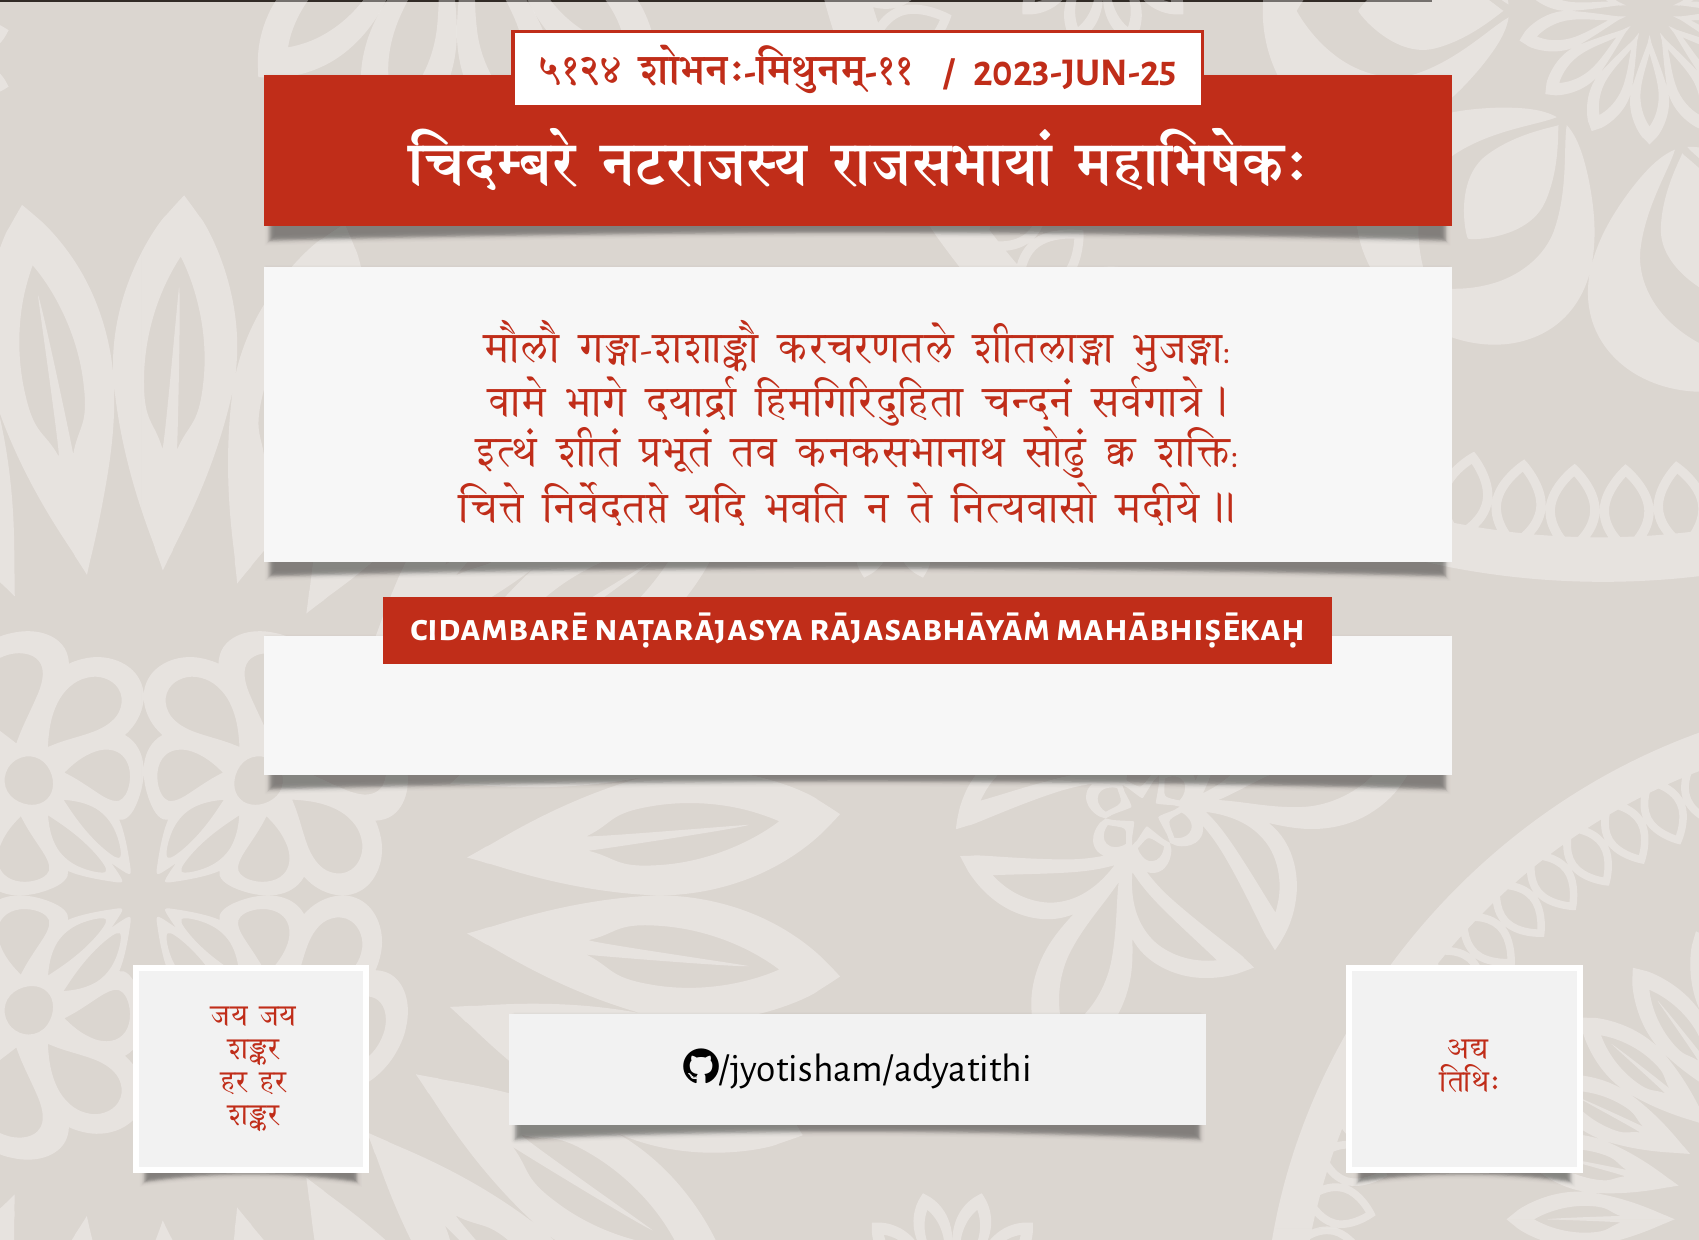 ५१२४ शोभनः-मिथुनम्-११ / 2023-JUN-25
चिदम्बरे नटराजस्य राजसभायां महाभिषेकः
मौलौ गङ्गा-शशाङ्कौ करचरणतले शीतलाङ्गा भुजङ्गाः
वामे भागे दयार्द्रा हिमगिरिदुहिता चन्दनं सर्वगात्रे ।
इत्थं शीतं प्रभूतं तव कनकसभानाथ सोढुं क्व शक्तिः
चित्ते निर्वेदतप्ते यदि भवति न ते नित्यवासो मदीये ॥
CIDAMBARĒ NAṬARĀJASYA RĀJASABHĀYĀṀ MAHĀBHIṢĒKAḤ
जय जय
शङ्कर
हर हर
शङ्कर
/jyotisham/adyatithi
अद्य
तिथिः